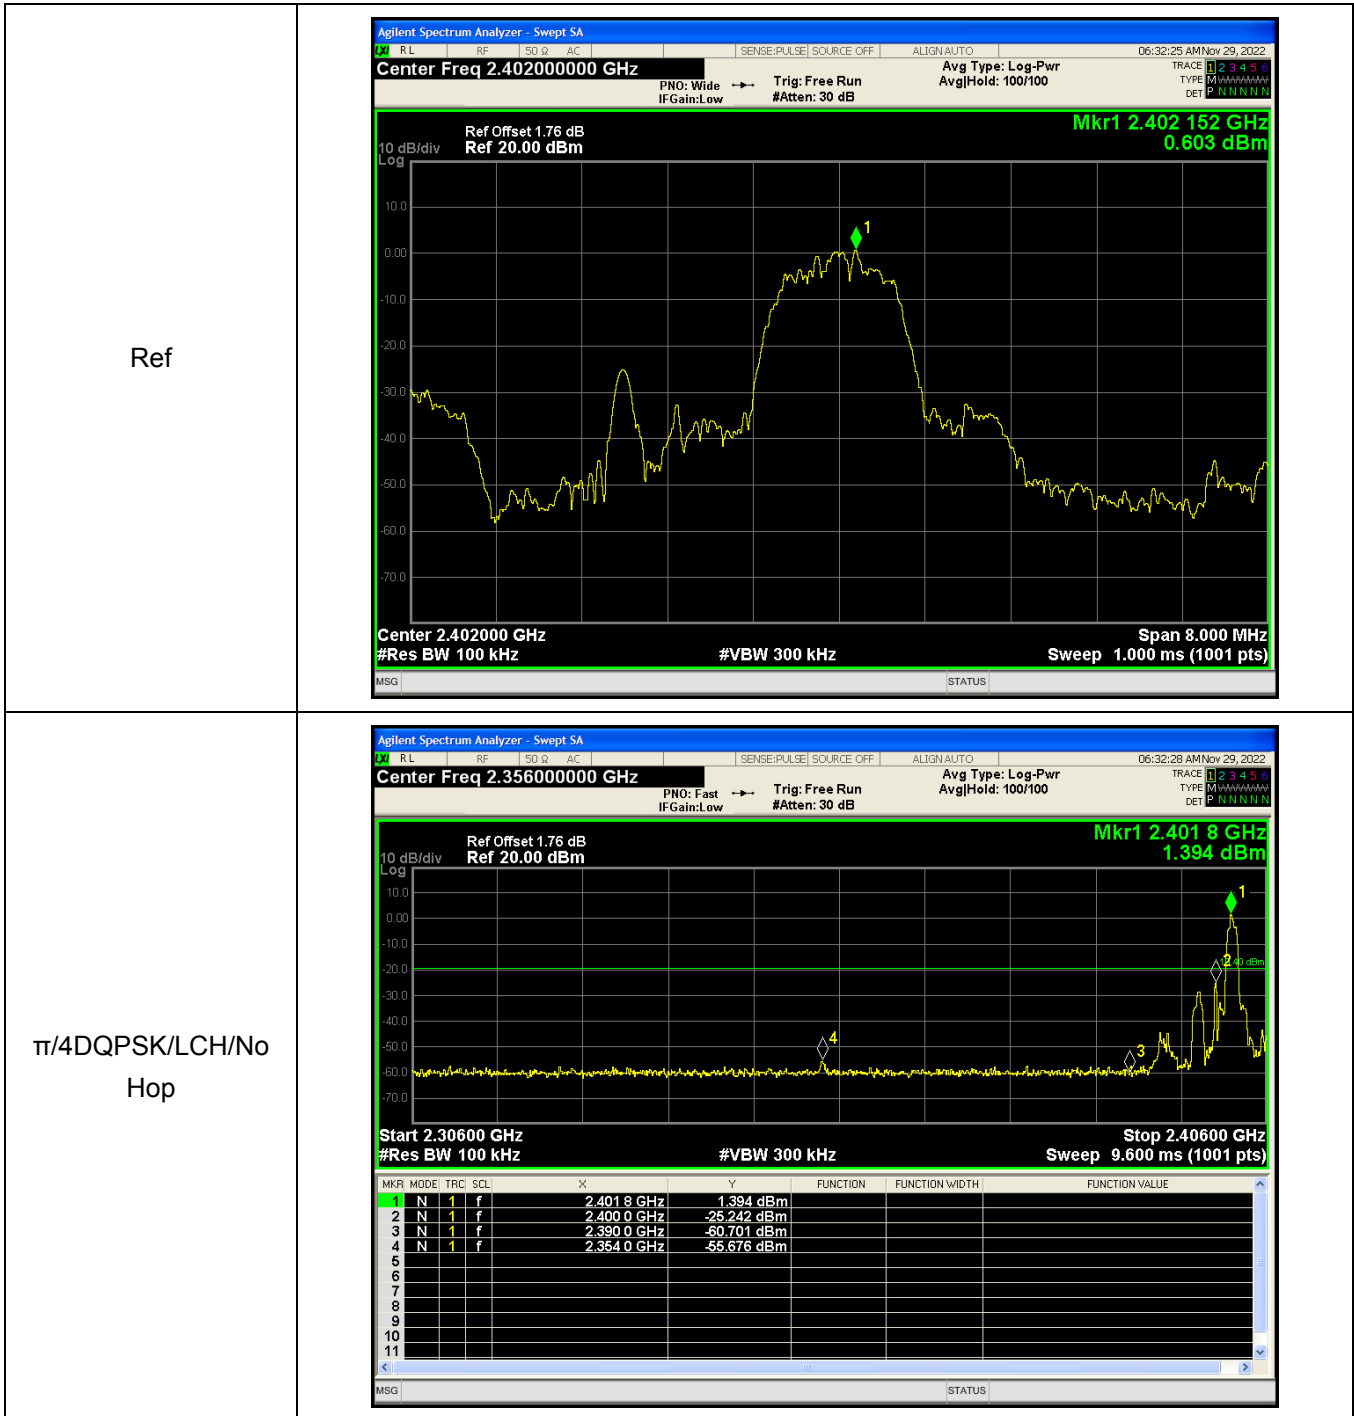 Ref
Agilent Spectrum Analyzer - Swept SA
LXI RL RF 50 Ω AC SENSE:PULSE SOURCE OFF ALIGN AUTO 06:32:25 AM Nov 29, 2022
Center Freq 2.402000000 GHz
PNO: Wide
IFGain:Low
Trig: Free Run
#Atten: 30 dB
Avg Type: Log-Pwr
Avg|Hold: 100/100
TRACE 1 2 3 4 5 6
TYPE M
DET P N N N N N
Mkr1 2.402 152 GHz
0.603 dBm
Ref Offset 1.76 dB
10 dB/div Ref 20.00 dBm
Log
10.0
1
0.00
-10.0
-20.0
-30.0
-40.0
-50.0
-60.0
-70.0
Center 2.402000 GHz Span 8.000 MHz
#Res BW 100 kHz #VBW 300 kHz Sweep 1.000 ms (1001 pts)
MSG STATUS
π/4DQPSK/LCH/No
Hop
Agilent Spectrum Analyzer - Swept SA
LXI RL RF 50 Ω AC SENSE:PULSE SOURCE OFF ALIGN AUTO 06:32:28 AM Nov 29, 2022
Center Freq 2.356000000 GHz
PNO: Fast
IFGain:Low
Trig: Free Run
#Atten: 30 dB
Avg Type: Log-Pwr
Avg|Hold: 100/100
TRACE 1 2 3 4 5 6
TYPE M
DET P N N N N N
Mkr1 2.401 8 GHz
1.394 dBm
Ref Offset 1.76 dB
10 dB/div Ref 20.00 dBm
Log
10.0
1
0.00
-10.0
2
-20.0
-30.0
-40.0
4
-50.0
3
-60.0
-70.0
Start 2.30600 GHz Stop 2.40600 GHz
#Res BW 100 kHz #VBW 300 kHz Sweep 9.600 ms (1001 pts)
MKR MODE TRC SCL X Y FUNCTION FUNCTION WIDTH FUNCTION VALUE
1 N 1 f 2.401 8 GHz 1.394 dBm
2 N 1 f 2.400 0 GHz -25.242 dBm
3 N 1 f 2.390 0 GHz -60.701 dBm
4 N 1 f 2.354 0 GHz -55.676 dBm
5
6
7
8
9
10
11
MSG STATUS